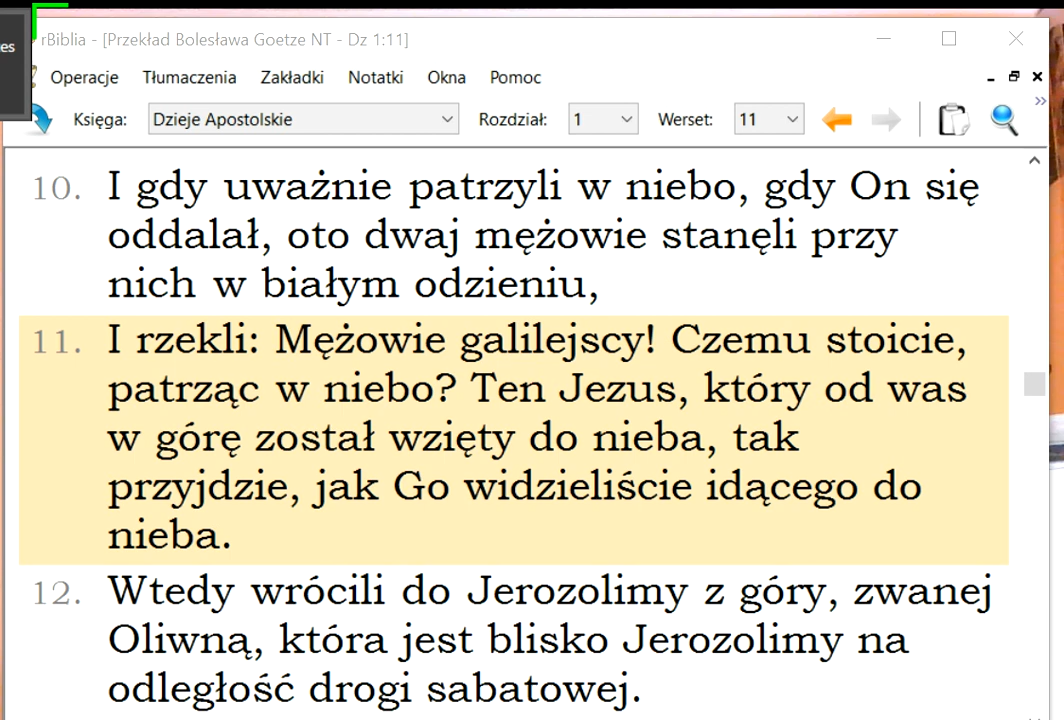 es
rBiblia - [Przekład Bolesława Goetze NT - Dz 1:11]
Operacje Tłumaczenia Zakładki Notatki Okna Pomoc
Księga: Dzieje Apostolskie Rozdział: 1 Werset: 11
10. I gdy uważnie patrzyli w niebo, gdy On się
oddalał, oto dwaj mężowie stanęli przy
nich w białym odzieniu,
11. I rzekli: Mężowie galilejscy! Czemu stoicie,
patrząc w niebo? Ten Jezus, który od was
w górę został wzięty do nieba, tak
przyjdzie, jak Go widzieliście idącego do
nieba.
12. Wtedy wrócili do Jerozolimy z góry, zwanej
Oliwną, która jest blisko Jerozolimy na
odległość drogi sabatowej.